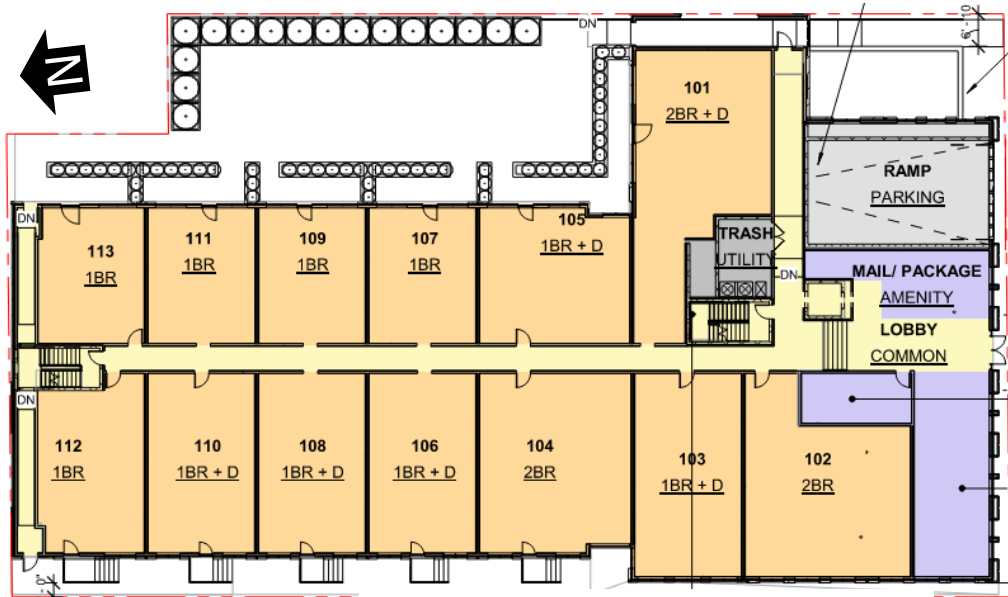 DN
6'-10
N
101
2BR + D
RAMP
PARKING
DN
113
1BR
111
1BR
109
1BR
107
1BR
105
1BR + D
TRASH
UTILITY
DN
MAIL/ PACKAGE
AMENITY
LOBBY
COMMON
DN
112
1BR
110
1BR + D
108
1BR + D
106
1BR + D
104
2BR
103
1BR + D
102
2BR